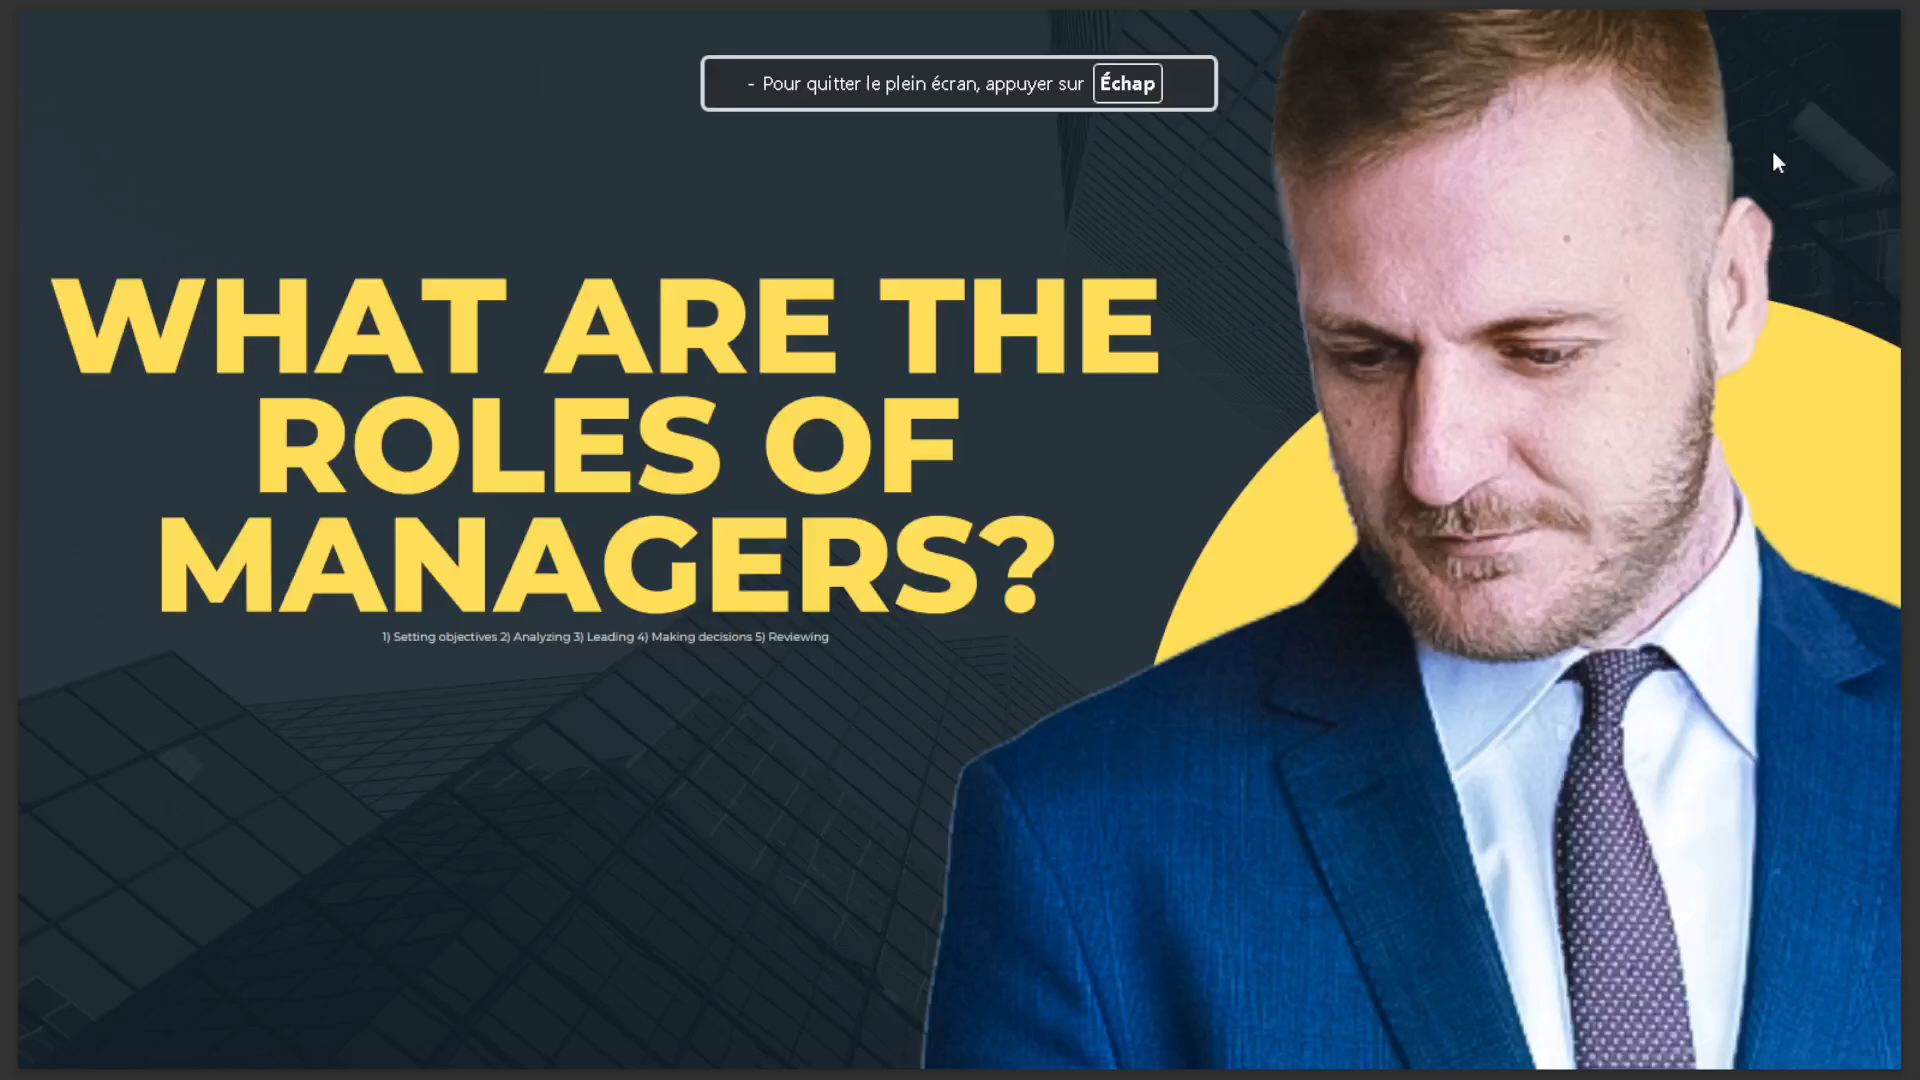 - Pour quitter le plein écran, appuyer sur Échap
WHAT ARE THE
ROLES OF
MANAGERS?
1) Setting objectives 2) Analyzing 3) Leading 4) Making decisions 5) Reviewing